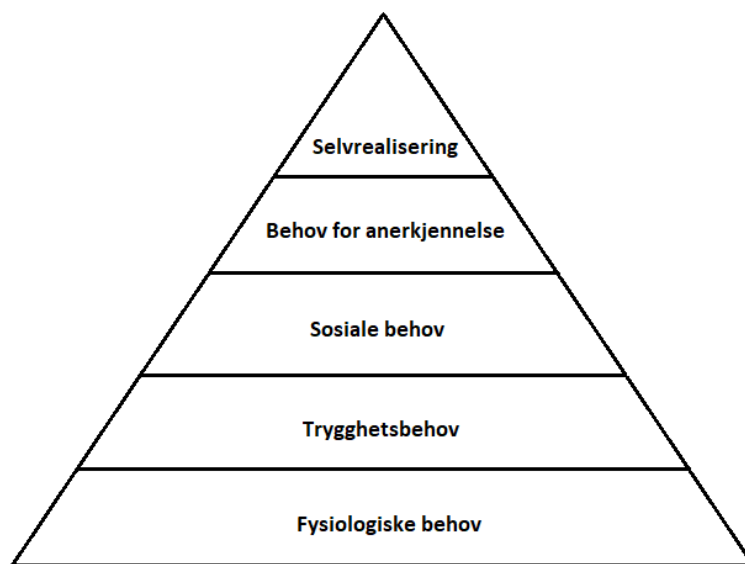 Selvrealisering
Behov for anerkjennelse
Sosiale behov
Trygghetsbehov
Fysiologiske behov